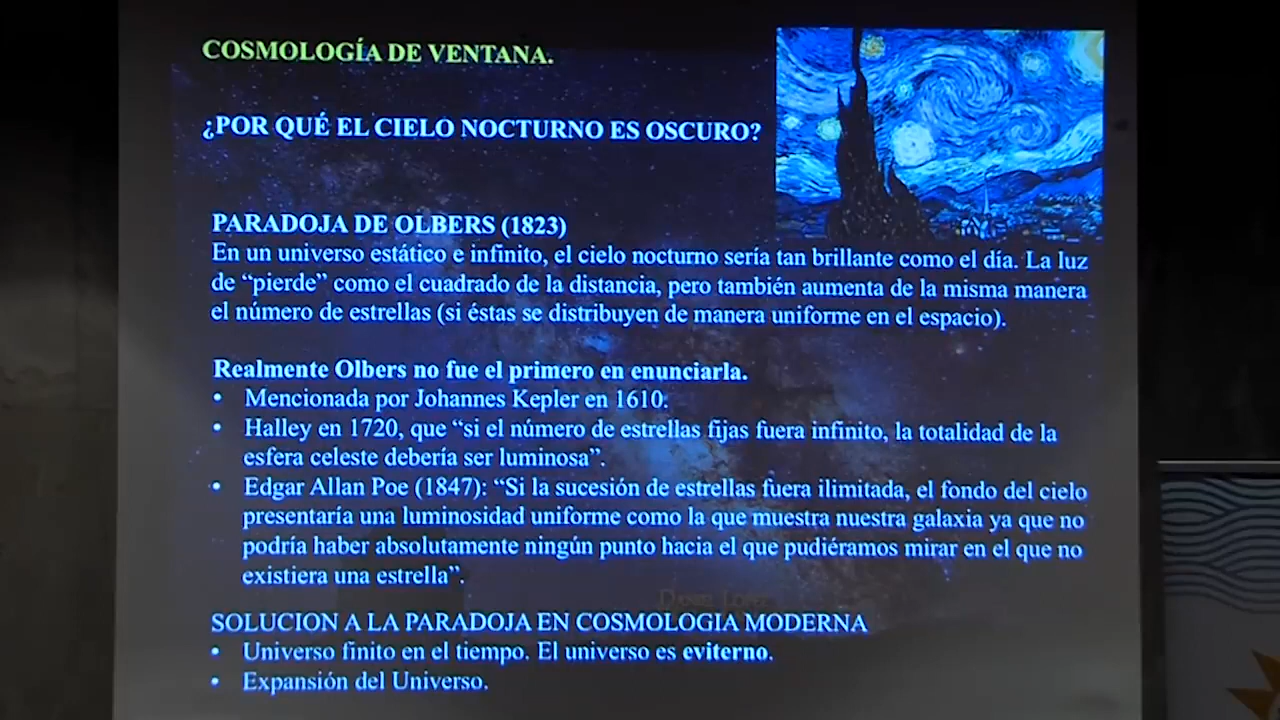 COSMOLOGÍA DE VENTANA.
¿POR QUÉ EL CIELO NOCTURNO ES OSCURO?
PARADOJA DE OLBERS (1823)
En un universo estático e infinito, el cielo nocturno sería tan brillante como el día. La luz
de “pierde” como el cuadrado de la distancia, pero también aumenta de la misma manera
el número de estrellas (si éstas se distribuyen de manera uniforme en el espacio).
Realmente Olbers no fue el primero en enunciarla.
• Mencionada por Johannes Kepler en 1610.
• Halley en 1720, que “si el número de estrellas fijas fuera infinito, la totalidad de la
esfera celeste debería ser luminosa”.
• Edgar Allan Poe (1847): “Si la sucesión de estrellas fuera ilimitada, el fondo del cielo
presentaría una luminosidad uniforme como la que muestra nuestra galaxia ya que no
podría haber absolutamente ningún punto hacia el que pudiéramos mirar en el que no
existiera una estrella”.
SOLUCION A LA PARADOJA EN COSMOLOGIA MODERNA
• Universo finito en el tiempo. El universo es eviterno.
• Expansión del Universo.